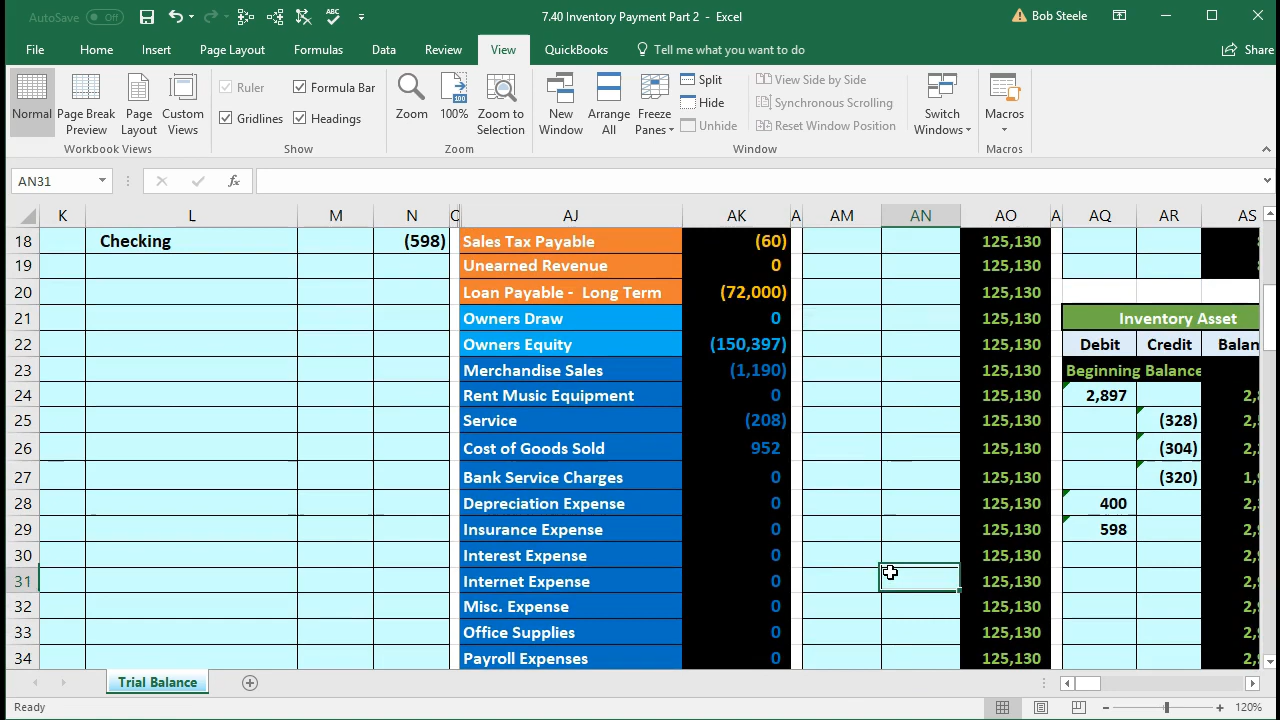 AutoSave Off 7.40 Inventory Payment Part 2 - Excel Bob Steele
File Home Insert Page Layout Formulas Data Review View QuickBooks Tell me what you want to do Share
Normal Page Break Preview Page Layout Custom Views Ruler Formula Bar Gridlines Headings Zoom 100% Zoom to Selection New Window Arrange All Freeze Panes Split Hide Unhide View Side by Side Synchronous Scrolling Reset Window Position Switch Windows Macros
Workbook Views Show Zoom Window Macros
AN31 fx
K L M N AJ AK A AM AN AO A AQ AR AS
18 Checking (598) Sales Tax Payable (60) 125,130
19 Unearned Revenue 0 125,130
20 Loan Payable - Long Term (72,000) 125,130
21 Owners Draw 0 125,130 Inventory Asset
22 Owners Equity (150,397) 125,130 Debit Credit Balan
23 Merchandise Sales (1,190) 125,130 Beginning Balance
24 Rent Music Equipment 0 125,130 2,897
25 Service (208) 125,130 (328)
26 Cost of Goods Sold 952 125,130 (304)
27 Bank Service Charges 0 125,130 (320)
28 Depreciation Expense 0 125,130 400
29 Insurance Expense 0 125,130 598
30 Interest Expense 0 125,130
31 Internet Expense 0 125,130
32 Misc. Expense 0 125,130
33 Office Supplies 0 125,130
34 Payroll Expenses 0 125,130
Trial Balance
Ready 120%